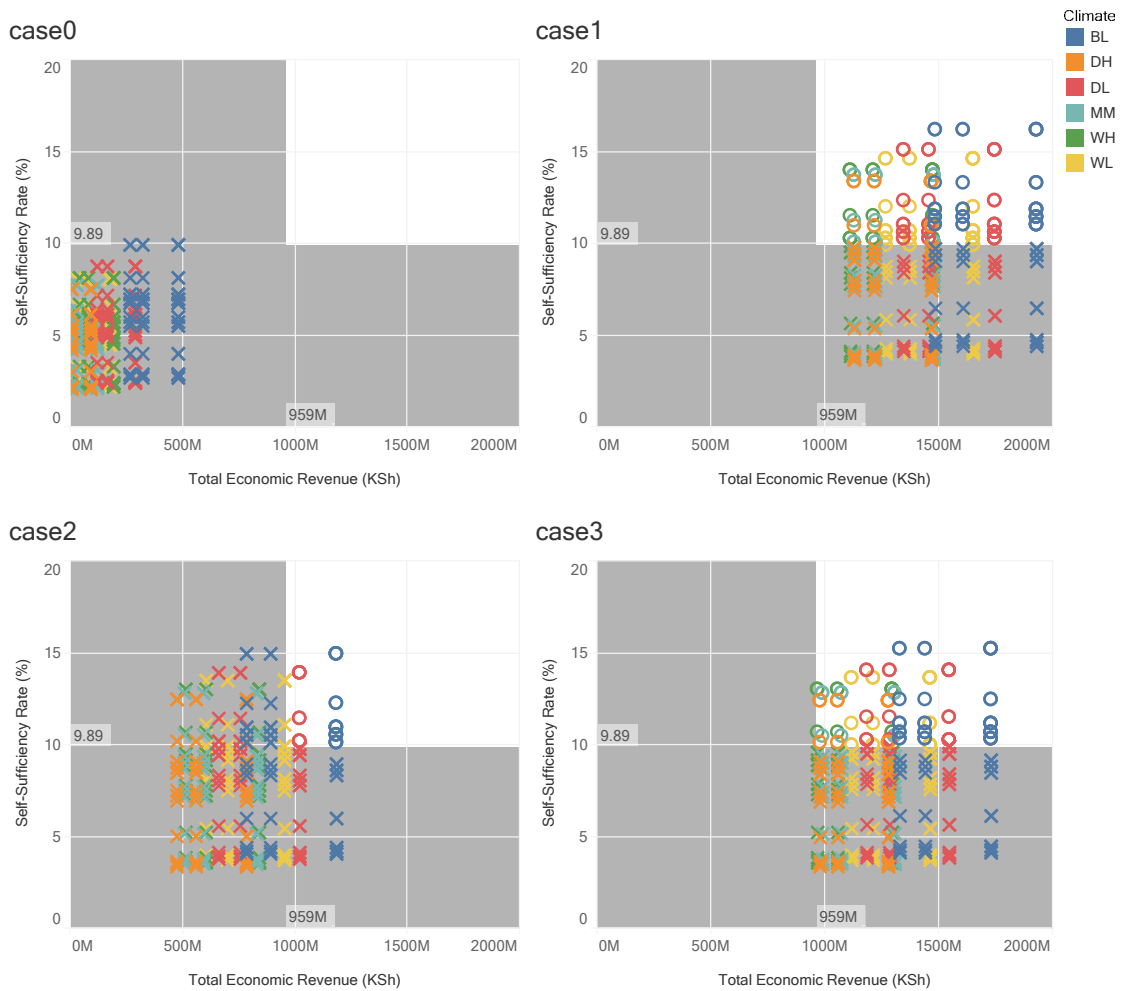 case0
case1
Climate
BL
DH
DL
MM
WH
WL
20
15
10
5
0
9.89
959M
Self-Sufficiency Rate (%)
0M
500M
1000M
1500M
2000M
Total Economic Revenue (KSh)
20
15
10
5
0
9.89
959M
Self-Sufficiency Rate (%)
0M
500M
1000M
1500M
2000M
Total Economic Revenue (KSh)
case2
case3
20
15
10
5
0
9.89
959M
Self-Sufficiency Rate (%)
0M
500M
1000M
1500M
2000M
Total Economic Revenue (KSh)
20
15
10
5
0
9.89
959M
Self-Sufficiency Rate (%)
0M
500M
1000M
1500M
2000M
Total Economic Revenue (KSh)